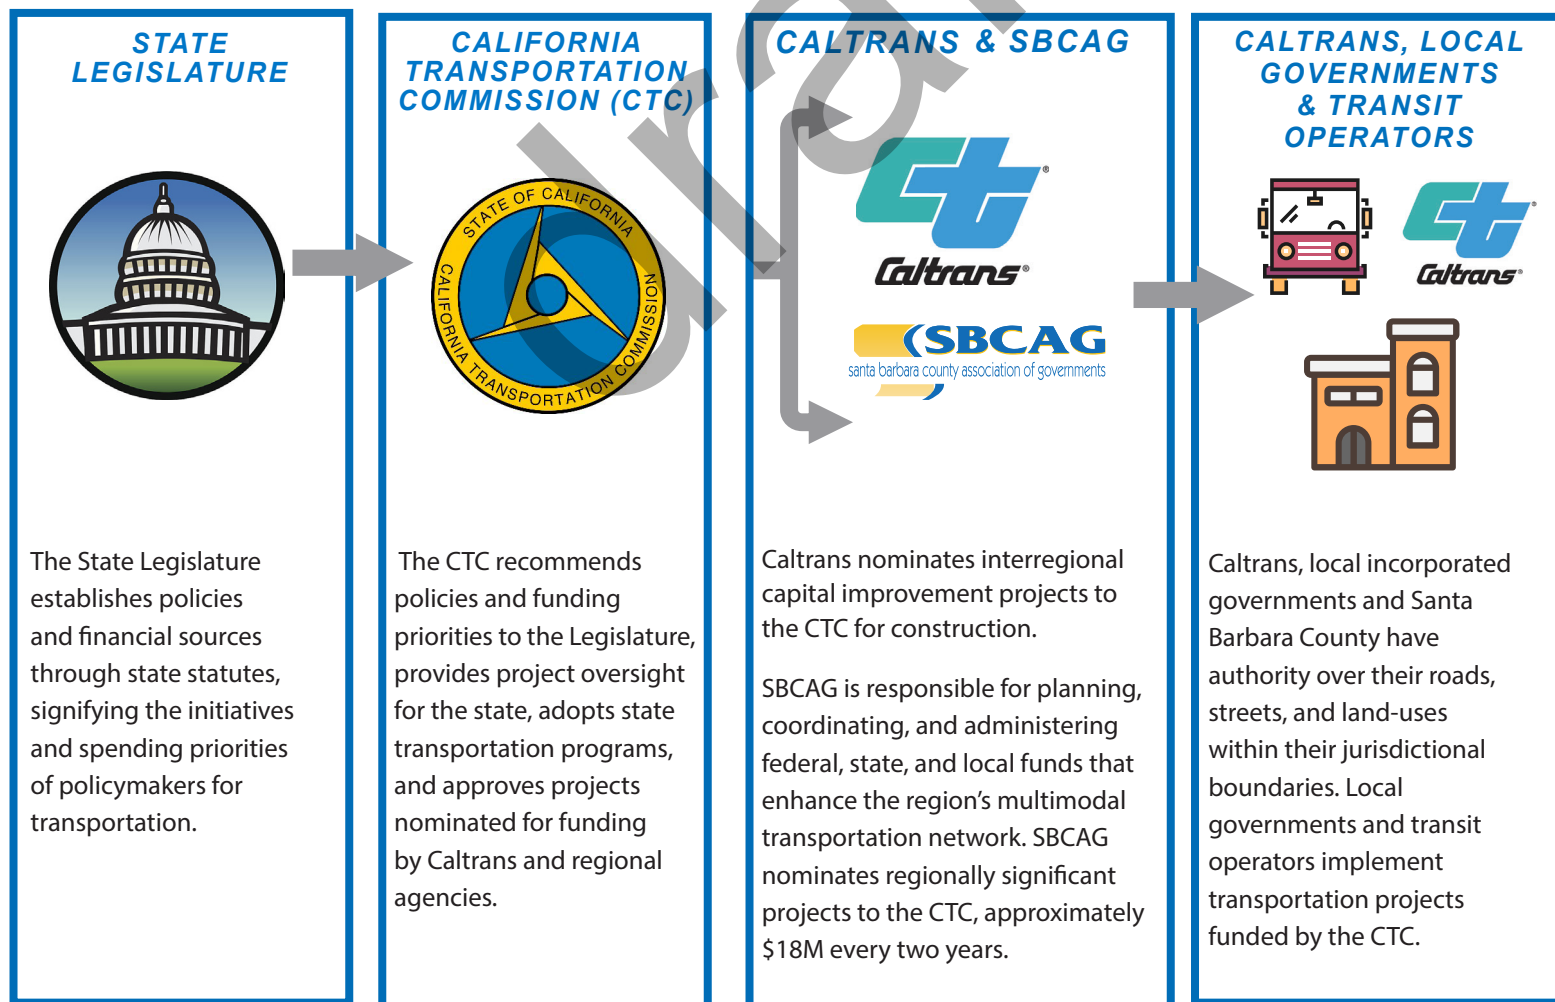 STATE
LEGISLATURE
The State Legislature
establishes policies
and financial sources
through state statutes,
signifying the initiatives
and spending priorities
of policymakers for
transportation.
CALIFORNIA
TRANSPORTATION
COMMISSION (CTC)
STATE OF CALIFORNIA
CALIFORNIA TRANSPORTATION COMMISSION
The CTC recommends
policies and funding
priorities to the Legislature,
provides project oversight
for the state, adopts state
transportation programs,
and approves projects
nominated for funding
by Caltrans and regional
agencies.
CALTRANS & SBCAG
Ct®
Caltrans®
SBCAG
santa barbara county association of governments
Caltrans nominates interregional
capital improvement projects to
the CTC for construction.
SBCAG is responsible for planning,
coordinating, and administering
federal, state, and local funds that
enhance the region’s multimodal
transportation network. SBCAG
nominates regionally significant
projects to the CTC, approximately
$18M every two years.
CALTRANS, LOCAL
GOVERNMENTS
& TRANSIT
OPERATORS
Ct®
Caltrans®
Caltrans, local incorporated
governments and Santa
Barbara County have
authority over their roads,
streets, and land-uses
within their jurisdictional
boundaries. Local
governments and transit
operators implement
transportation projects
funded by the CTC.